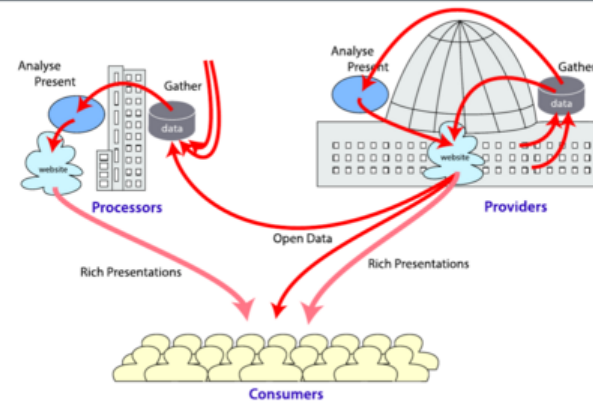 Analyse
Present
Gather
data
website
Processors
Analyse
Present
Gather
data
website
Providers
Open Data
Rich Presentations
Rich Presentations
Consumers